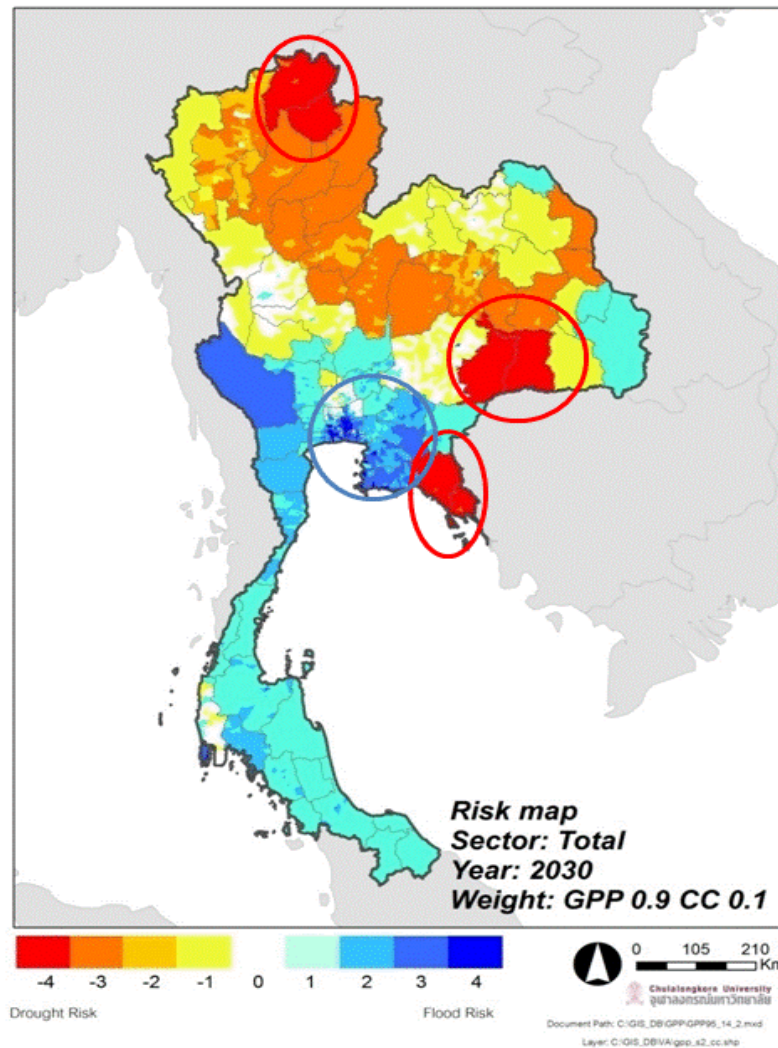 Risk map
Sector: Total
Year: 2030
Weight: GPP 0.9 CC 0.1
-4 -3 -2 -1 0 1 2 3 4
Drought Risk
Flood Risk
0 105 210
Km
Chulalongkorn University
จุฬาลงกรณ์มหาวิทยาลัย
Document Path: C:\GIS_DB\GPP\GPP95_14_2.mxd
Layer: C:\GIS_DB\VA\gpp_s2_cc.shp